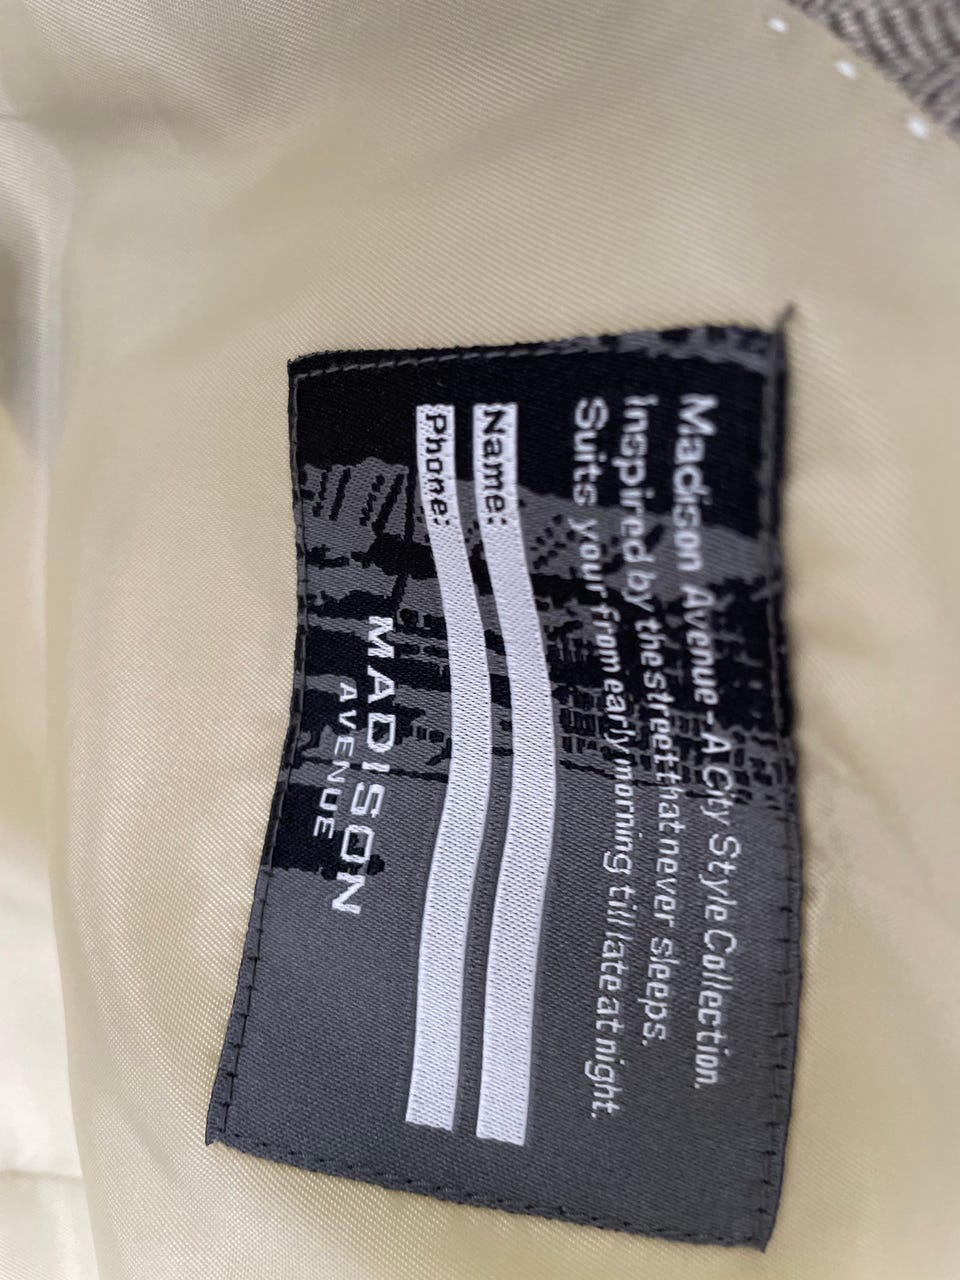 Madison Avenue - A City Style Collection.
Inspired by the street that never sleeps.
Suits your from early morning till late at night.
Name:
Phone:
MADISON
AVENUE